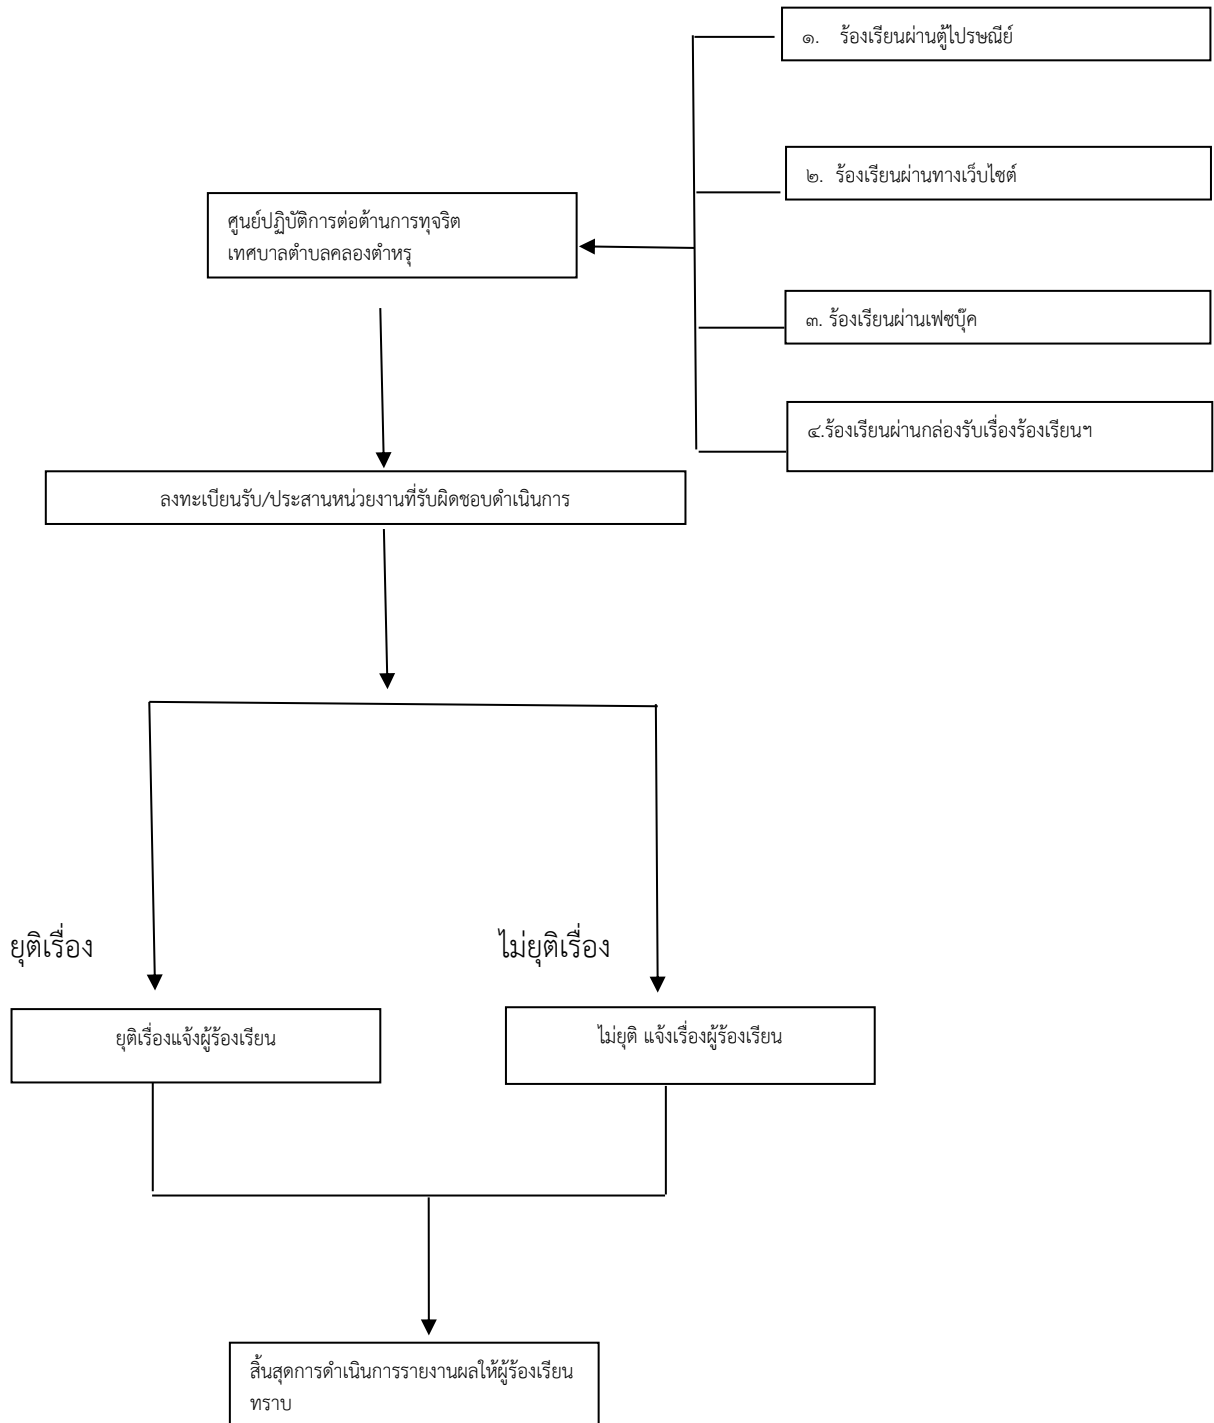 ๑. ร้องเรียนผ่านตู้ไปรษณีย์
๒. ร้องเรียนผ่านทางเว็บไซต์
ศูนย์ปฏิบัติการต่อต้านการทุจริต
เทศบาลตำบลคลองตำหรุ
๓. ร้องเรียนผ่านเฟซบุ๊ค
๔.ร้องเรียนผ่านกล่องรับเรื่องร้องเรียนฯ
ลงทะเบียนรับ/ประสานหน่วยงานที่รับผิดชอบดำเนินการ
ยุติเรื่อง
ไม่ยุติเรื่อง
ยุติเรื่องแจ้งผู้ร้องเรียน
ไม่ยุติ แจ้งเรื่องผู้ร้องเรียน
สิ้นสุดการดำเนินการรายงานผลให้ผู้ร้องเรียน
ทราบ